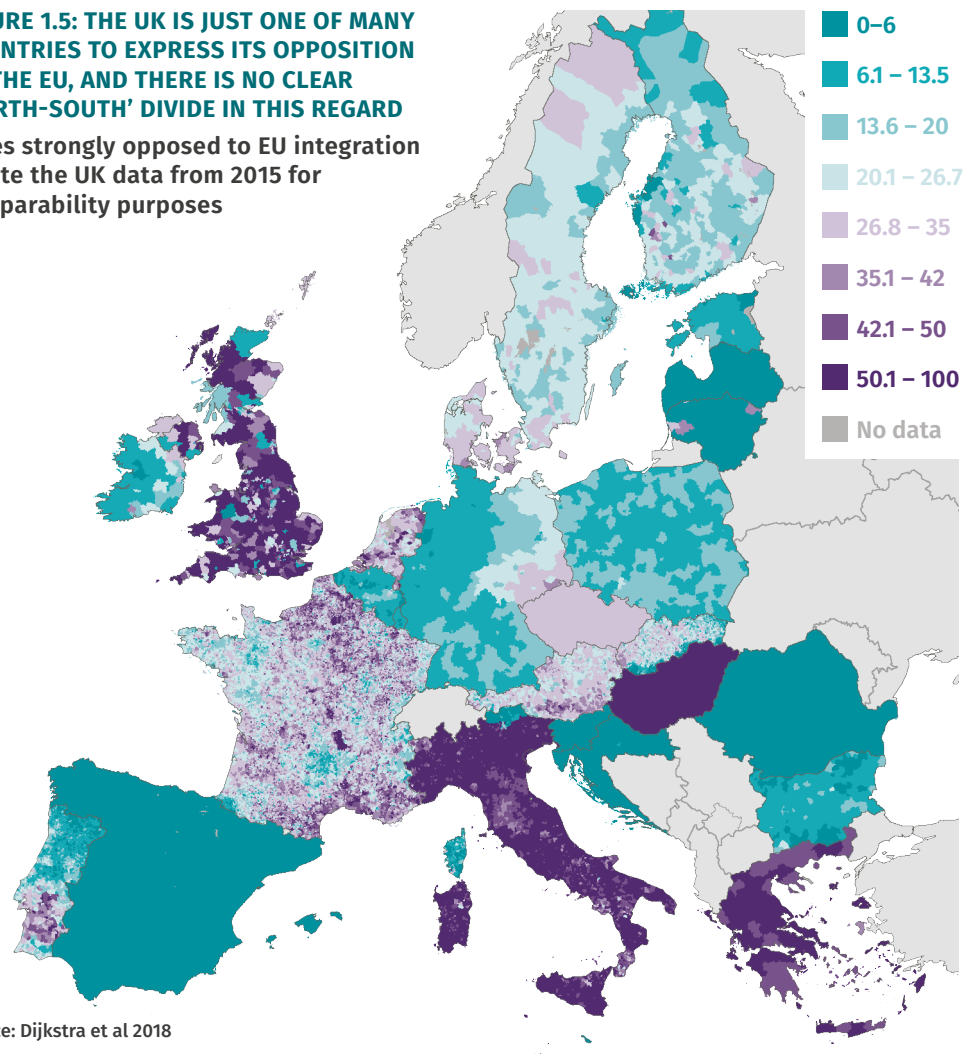 URE 1.5: THE UK IS JUST ONE OF MANY
NTRIES TO EXPRESS ITS OPPOSITION
THE EU, AND THERE IS NO CLEAR
RTH-SOUTH’ DIVIDE IN THIS REGARD
es strongly opposed to EU integration
te the UK data from 2015 for
parability purposes
0–6
6.1 – 13.5
13.6 – 20
20.1 – 26.7
26.8 – 35
35.1 – 42
42.1 – 50
50.1 – 100
No data
ce: Dijkstra et al 2018